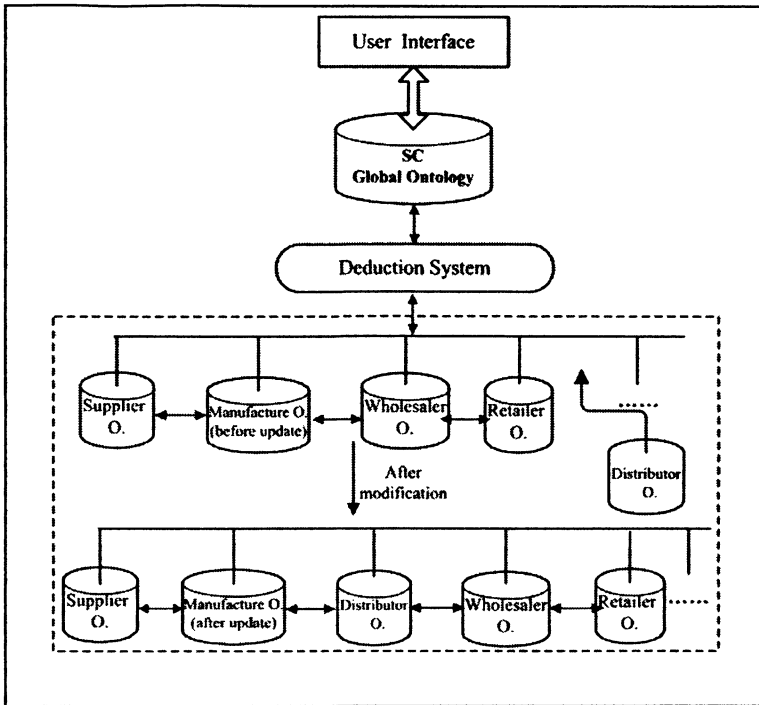 User Interface
SC
Global Ontology
Deduction System
Supplier
O.
Manufacture O.
(before update)
Wholesaler
O.
Retailer
O.
......
Distributor
O.
After
modification
Supplier
O.
Manufacture O.
(after update)
Distributor
O.
Wholesaler
O.
Retailer
O.
........